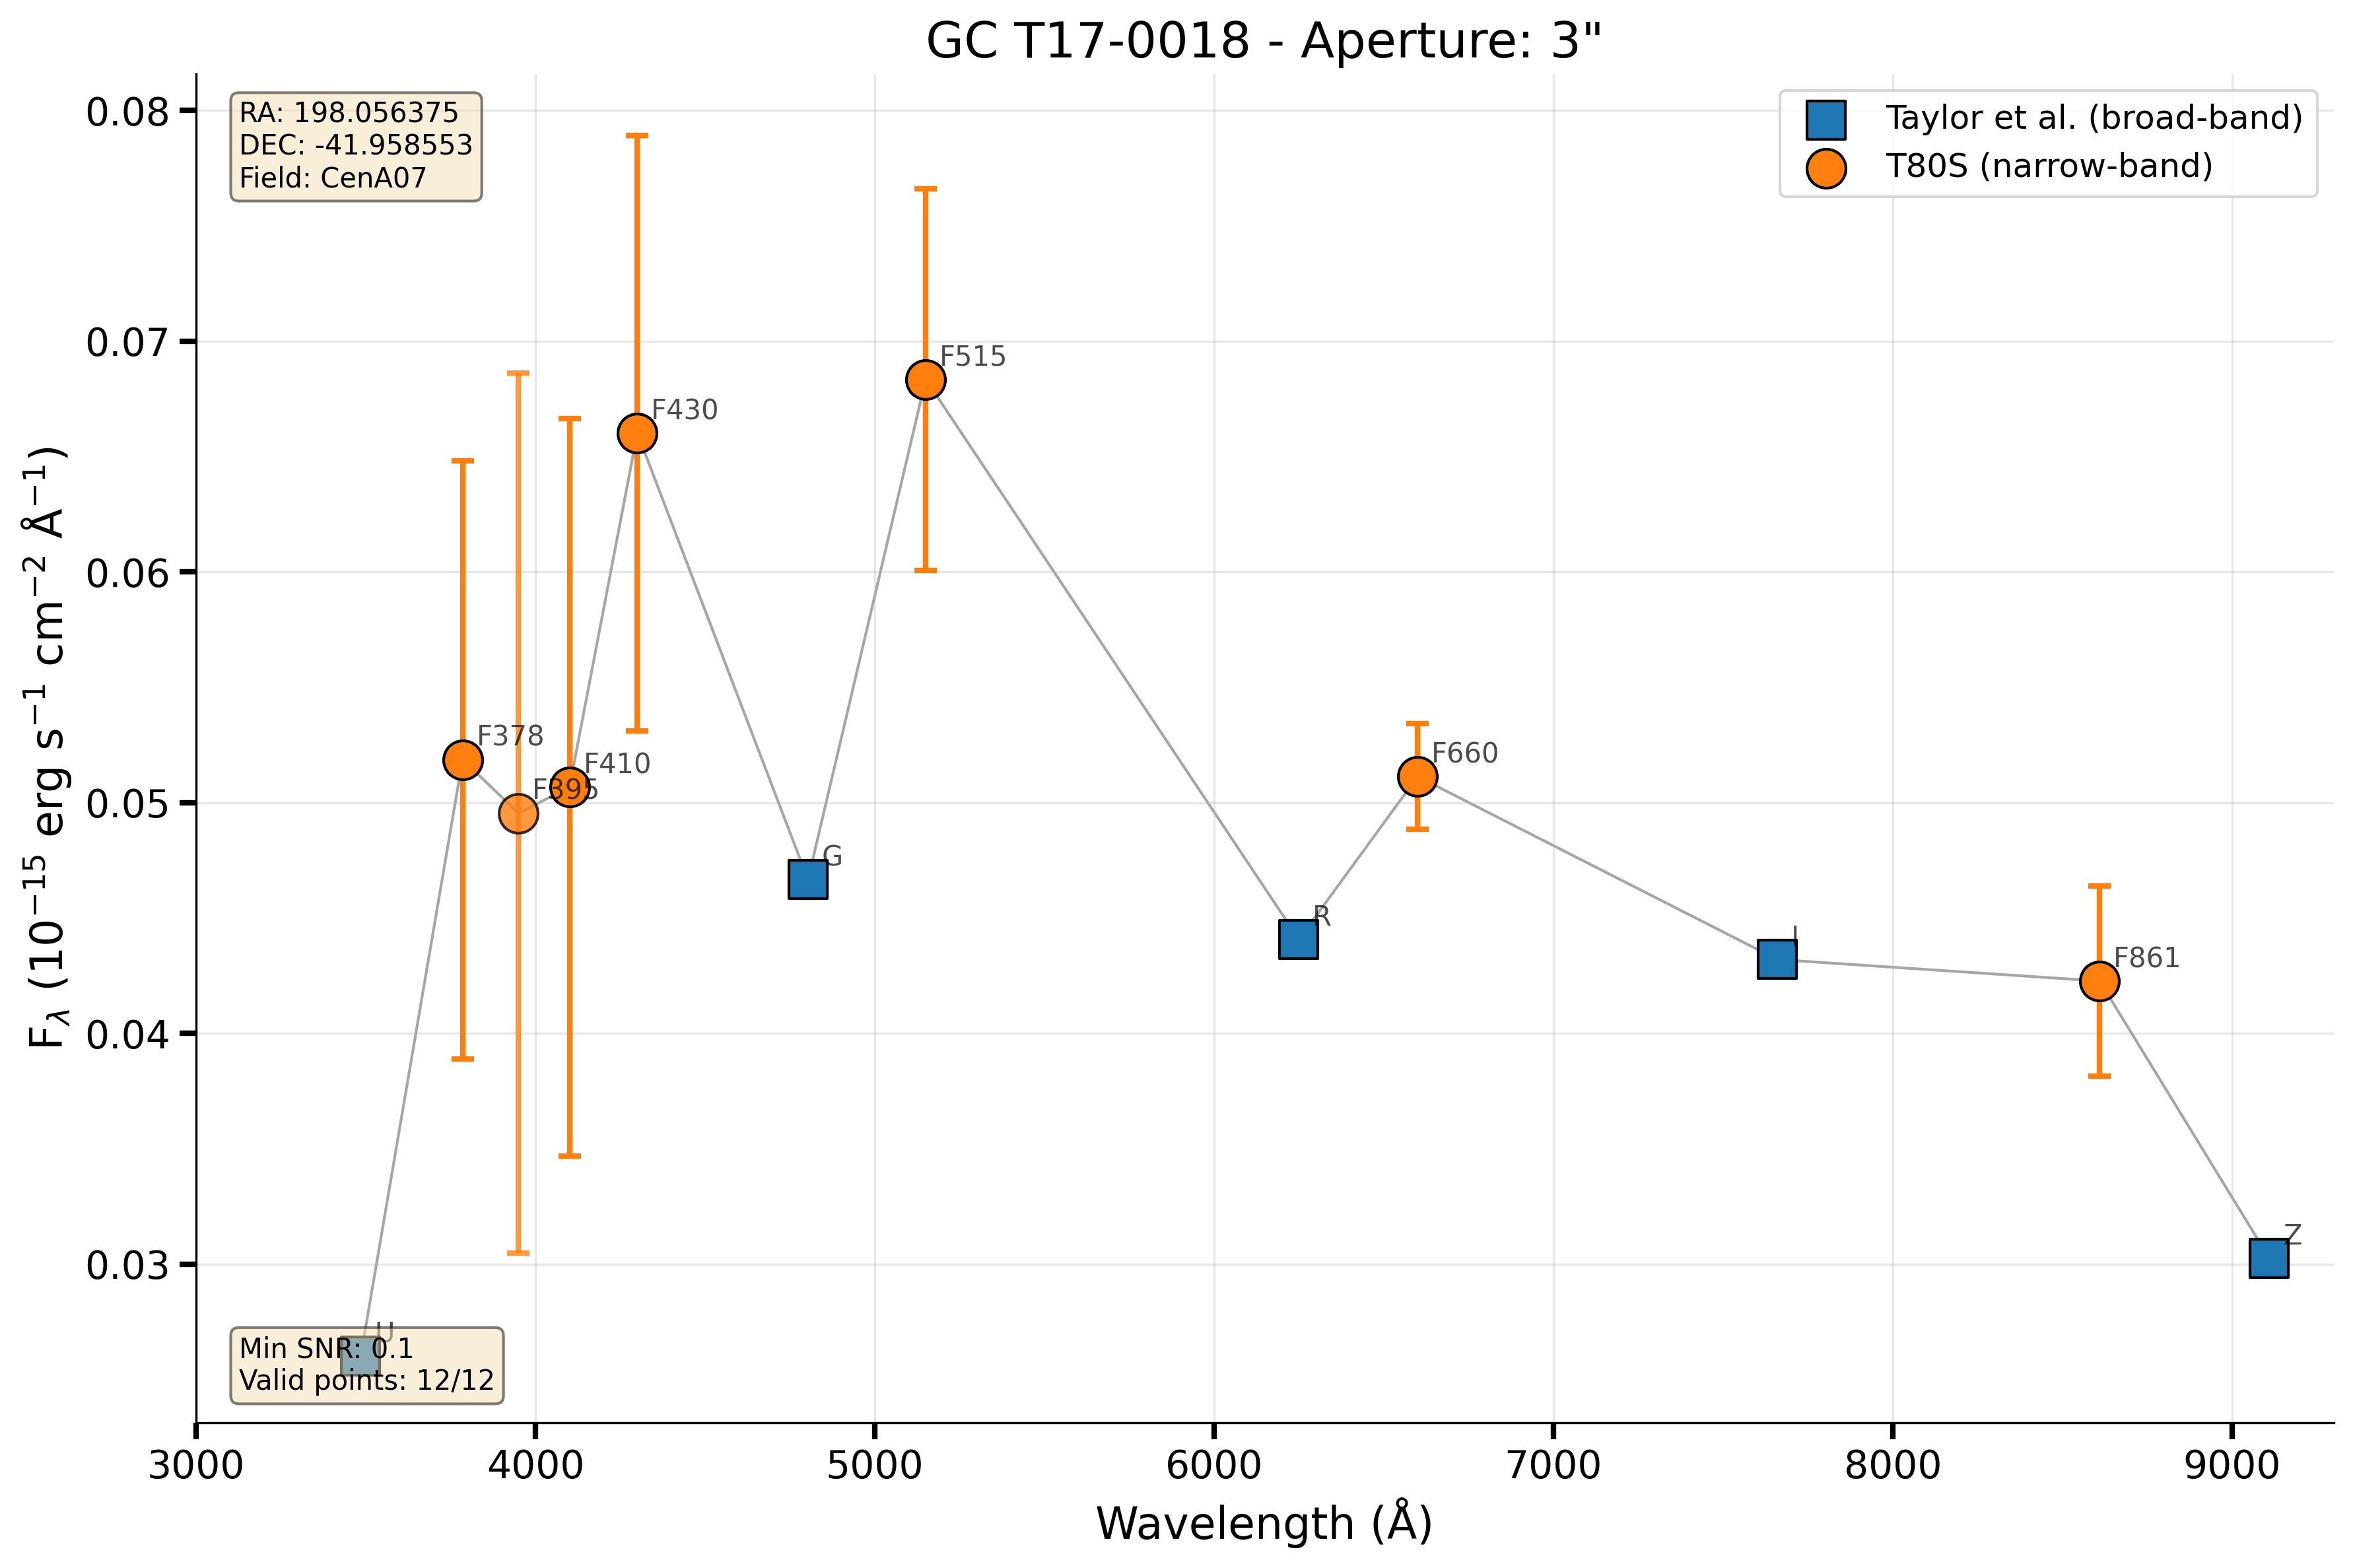 GC T17-0018 - Aperture: 3"
RA: 198.056375
DEC: -41.958553
Field: CenA07
Taylor et al. (broad-band)
T80S (narrow-band)
0.08
0.07
0.06
0.05
0.04
0.03
F_λ (10⁻¹⁵ erg s⁻¹ cm⁻² Å⁻¹)
F515
F430
F378
F410
F395
F660
G
R
I
F861
Z
U
Min SNR: 0.1
Valid points: 12/12
3000 4000 5000 6000 7000 8000 9000
Wavelength (Å)